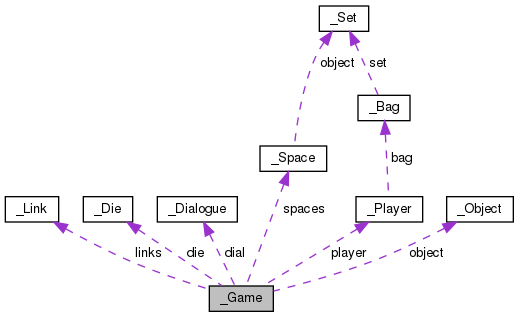 _Set
object
set
_Bag
_Space
bag
_Link
_Die
_Dialogue
spaces
_Player
_Object
links
die
dial
player
object
_Game